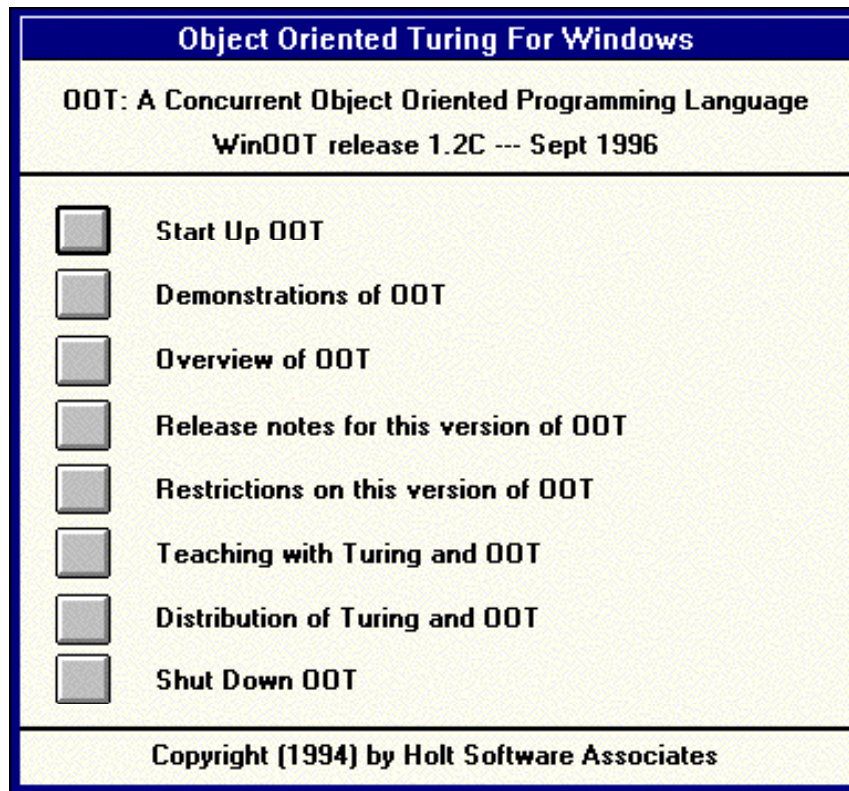 Object Oriented Turing For Windows
OOT: A Concurrent Object Oriented Programming Language
WinOOT release 1.2C --- Sept 1996
Start Up OOT
Demonstrations of OOT
Overview of OOT
Release notes for this version of OOT
Restrictions on this version of OOT
Teaching with Turing and OOT
Distribution of Turing and OOT
Shut Down OOT
Copyright (1994) by Holt Software Associates